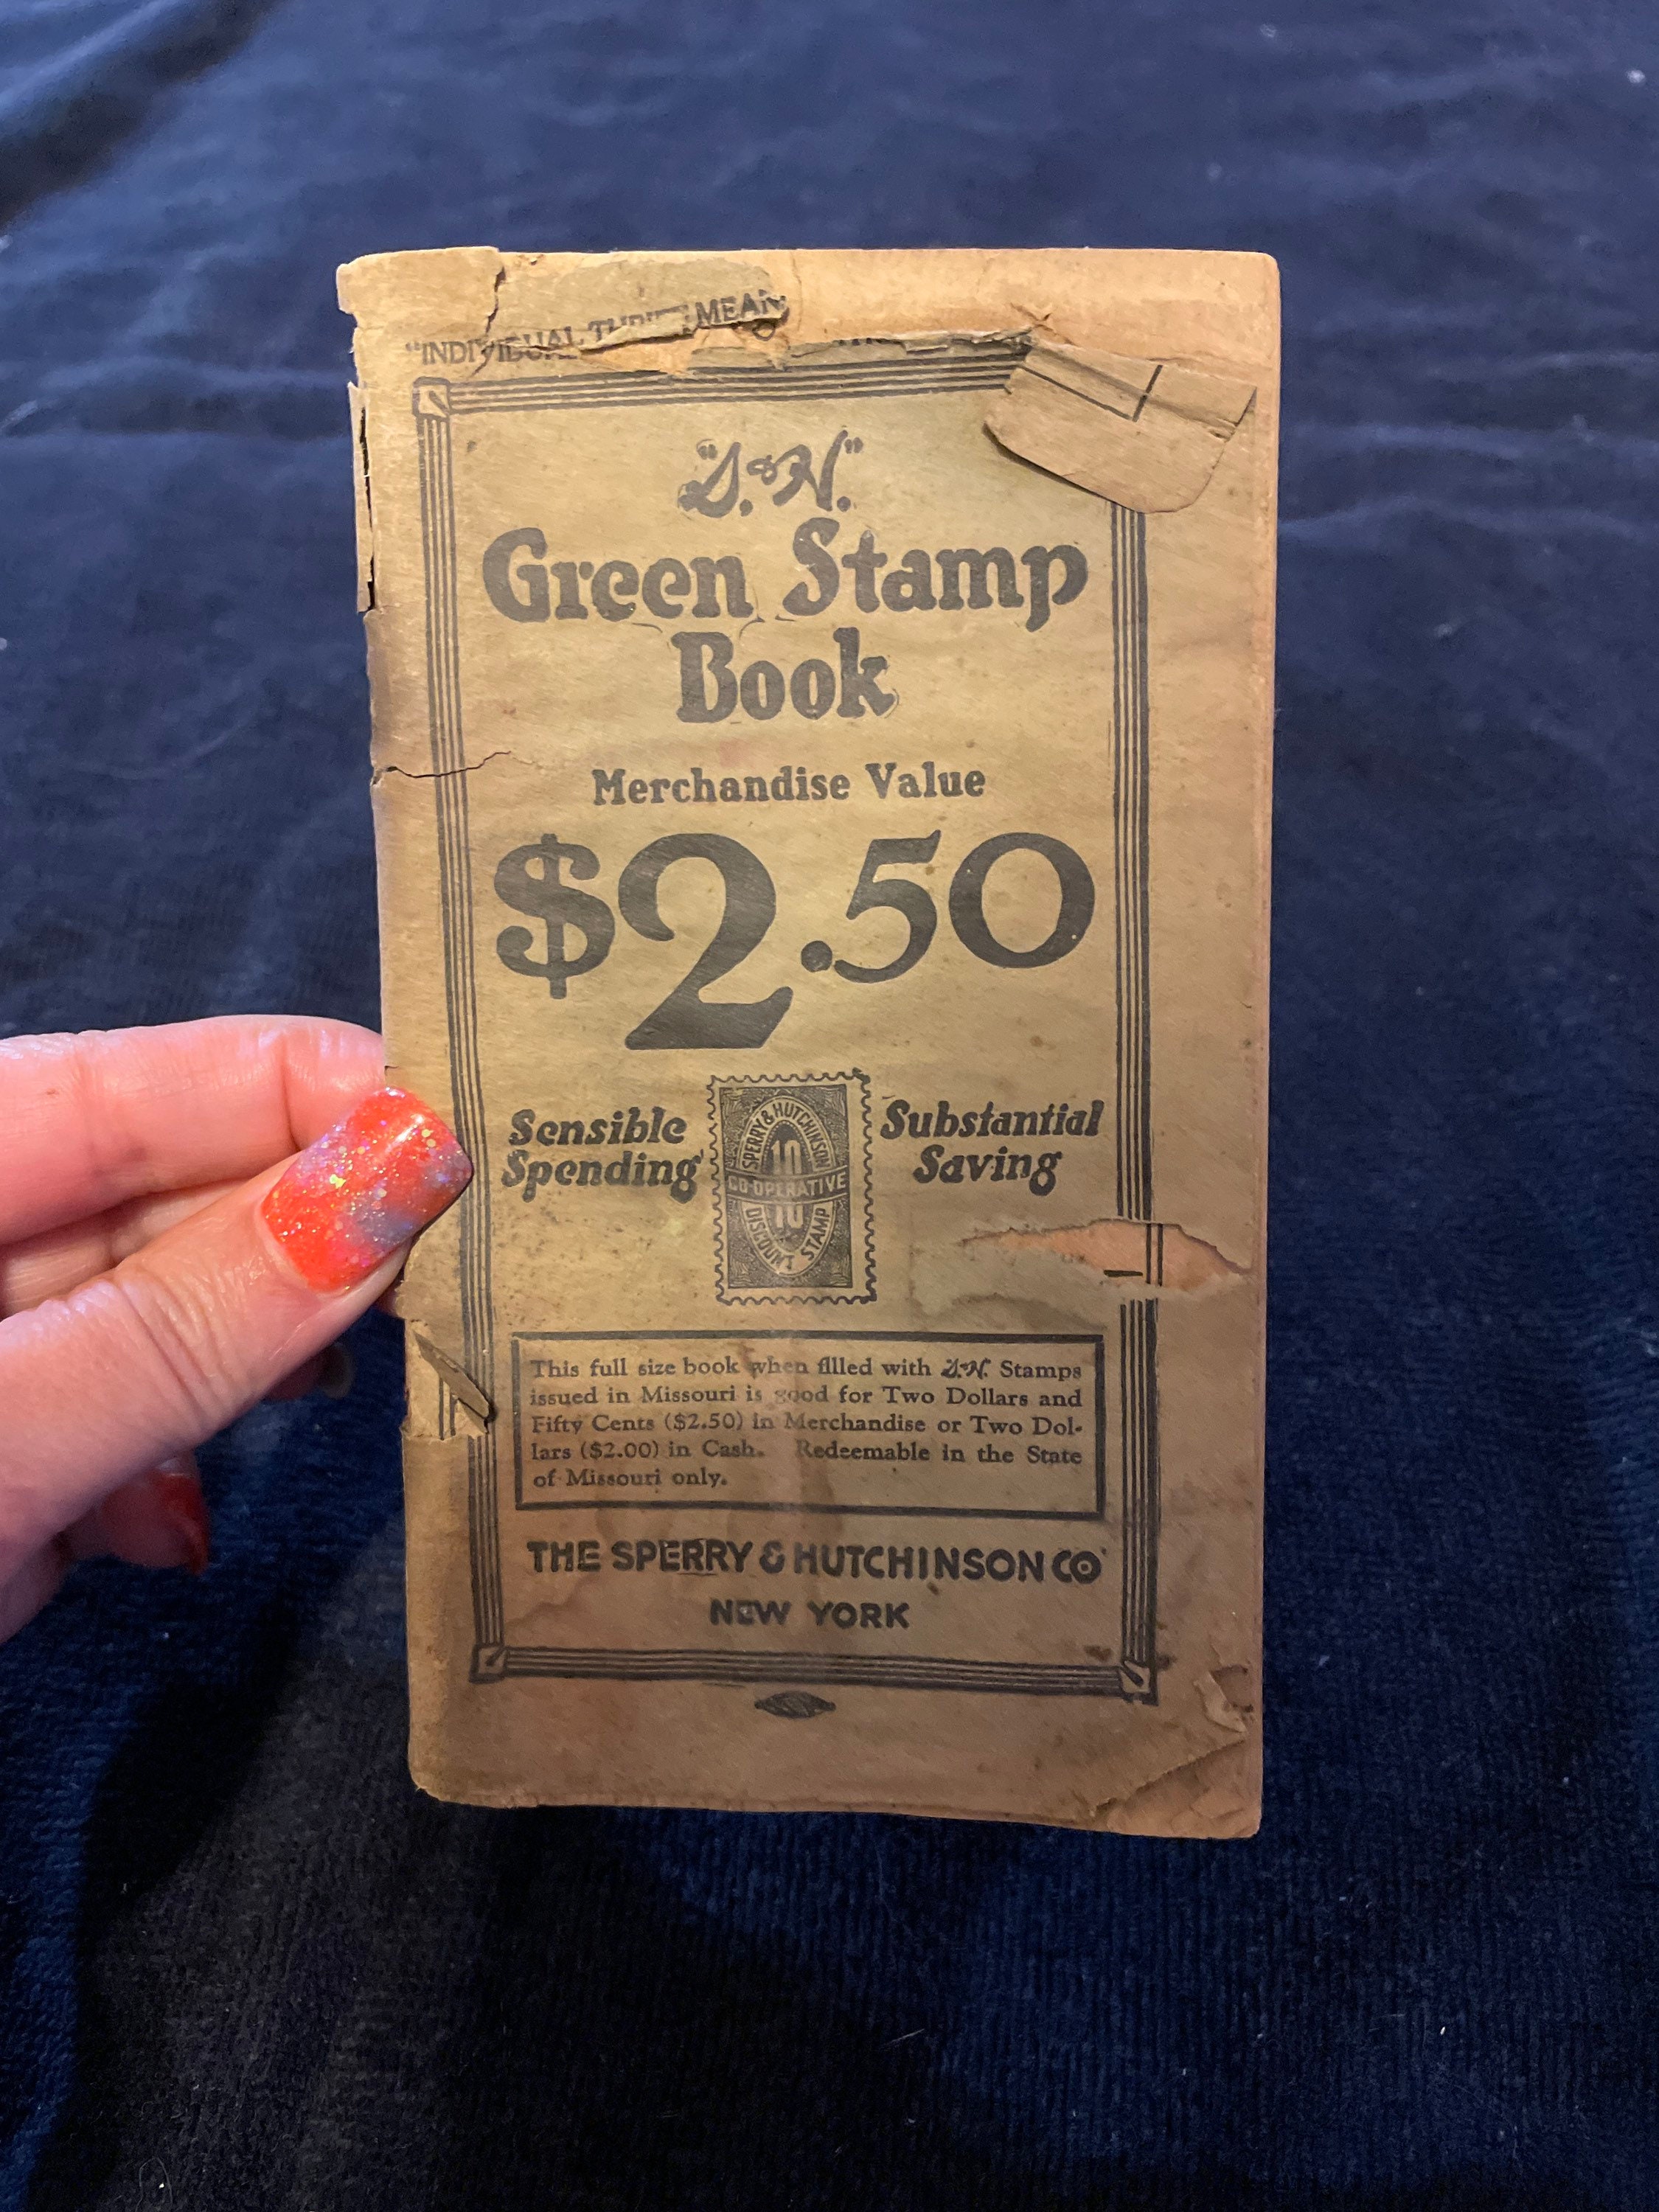 "INDIVIDUAL THRIFT MEANS
"S.&H."
Green Stamp
Book
Merchandise Value
$2.50
Sensible
Spending
SPERRY & HUTCHINSON
10
CO-OPERATIVE
10
DISCOUNT STAMP
Substantial
Saving
This full size book when filled with S.&H. Stamps
issued in Missouri is good for Two Dollars and
Fifty Cents ($2.50) in Merchandise or Two Dol-
lars ($2.00) in Cash. Redeemable in the State
of Missouri only.
THE SPERRY & HUTCHINSON CO
NEW YORK